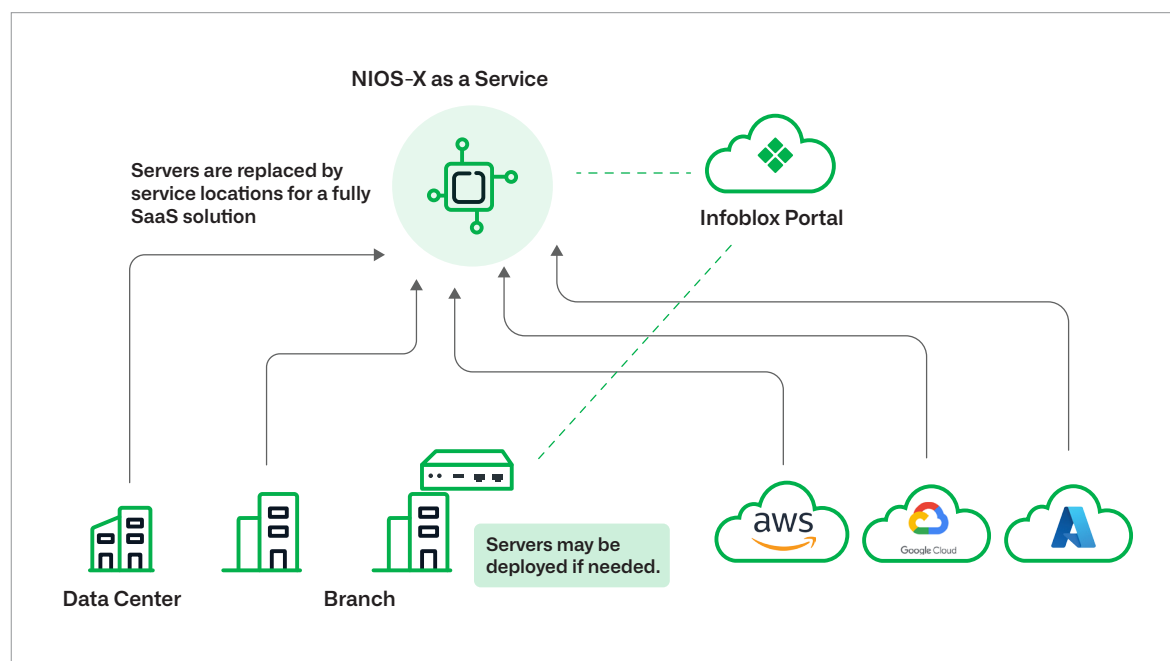 NIOS-X as a Service
Servers are replaced by
service locations for a fully
SaaS solution
Infoblox Portal
aws
Google Cloud
Servers may be
deployed if needed.
Data Center
Branch